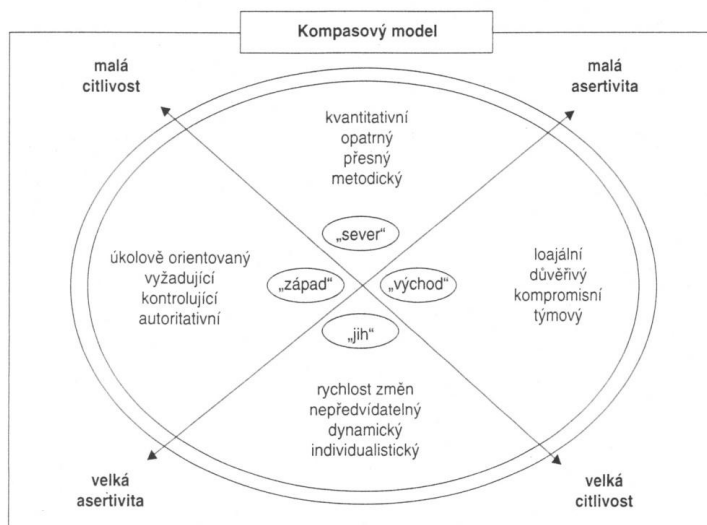 Kompasový model
malá
citlivost
malá
asertivita
kvantitativní
opatrný
přesný
metodický
„sever“
úkolově orientovaný
vyžadující
kontrolující
autoritativní
„západ“
„východ“
loajální
důvěřivý
kompromisní
týmový
„jih“
rychlost změn
nepředvídatelný
dynamický
individualistický
velká
asertivita
velká
citlivost